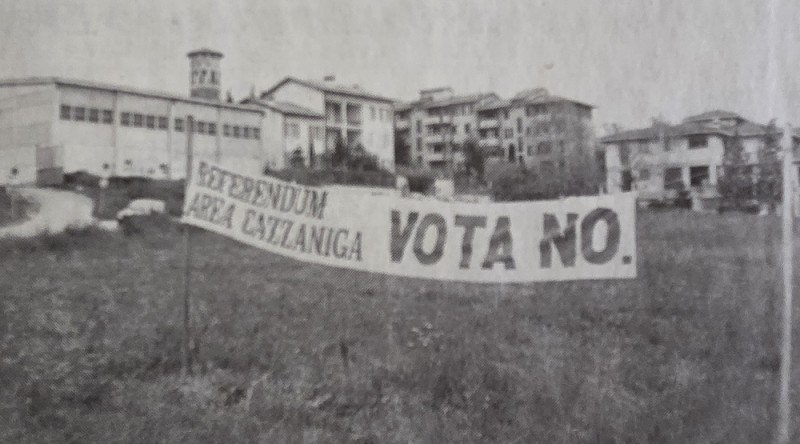 REFERENDUM
AREA CAZZANIGA
VOTA NO.